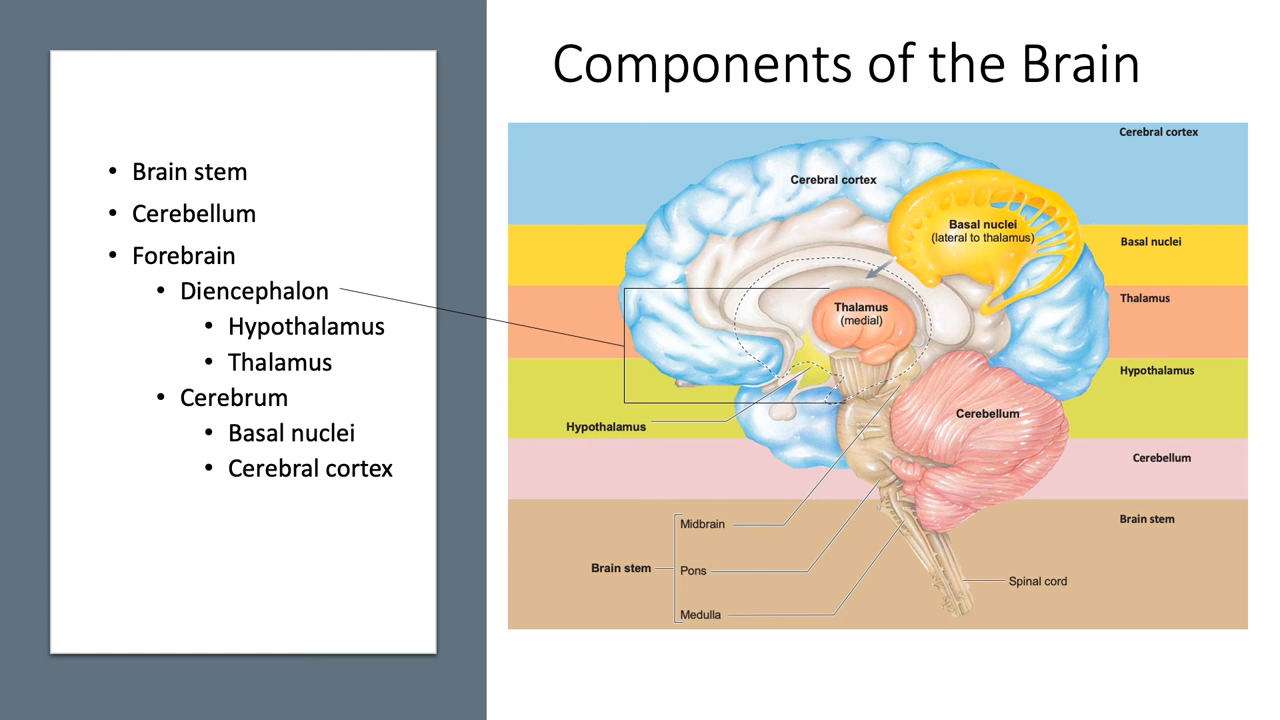 Components of the Brain
• Brain stem
• Cerebellum
• Forebrain
• Diencephalon
• Hypothalamus
• Thalamus
• Cerebrum
• Basal nuclei
• Cerebral cortex
Cerebral cortex
Cerebral cortex
Basal nuclei
(lateral to thalamus)
Basal nuclei
Thalamus
Thalamus
(medial)
Hypothalamus
Cerebellum
Hypothalamus
Cerebellum
Brain stem
Midbrain
Brain stem
Pons
Spinal cord
Medulla